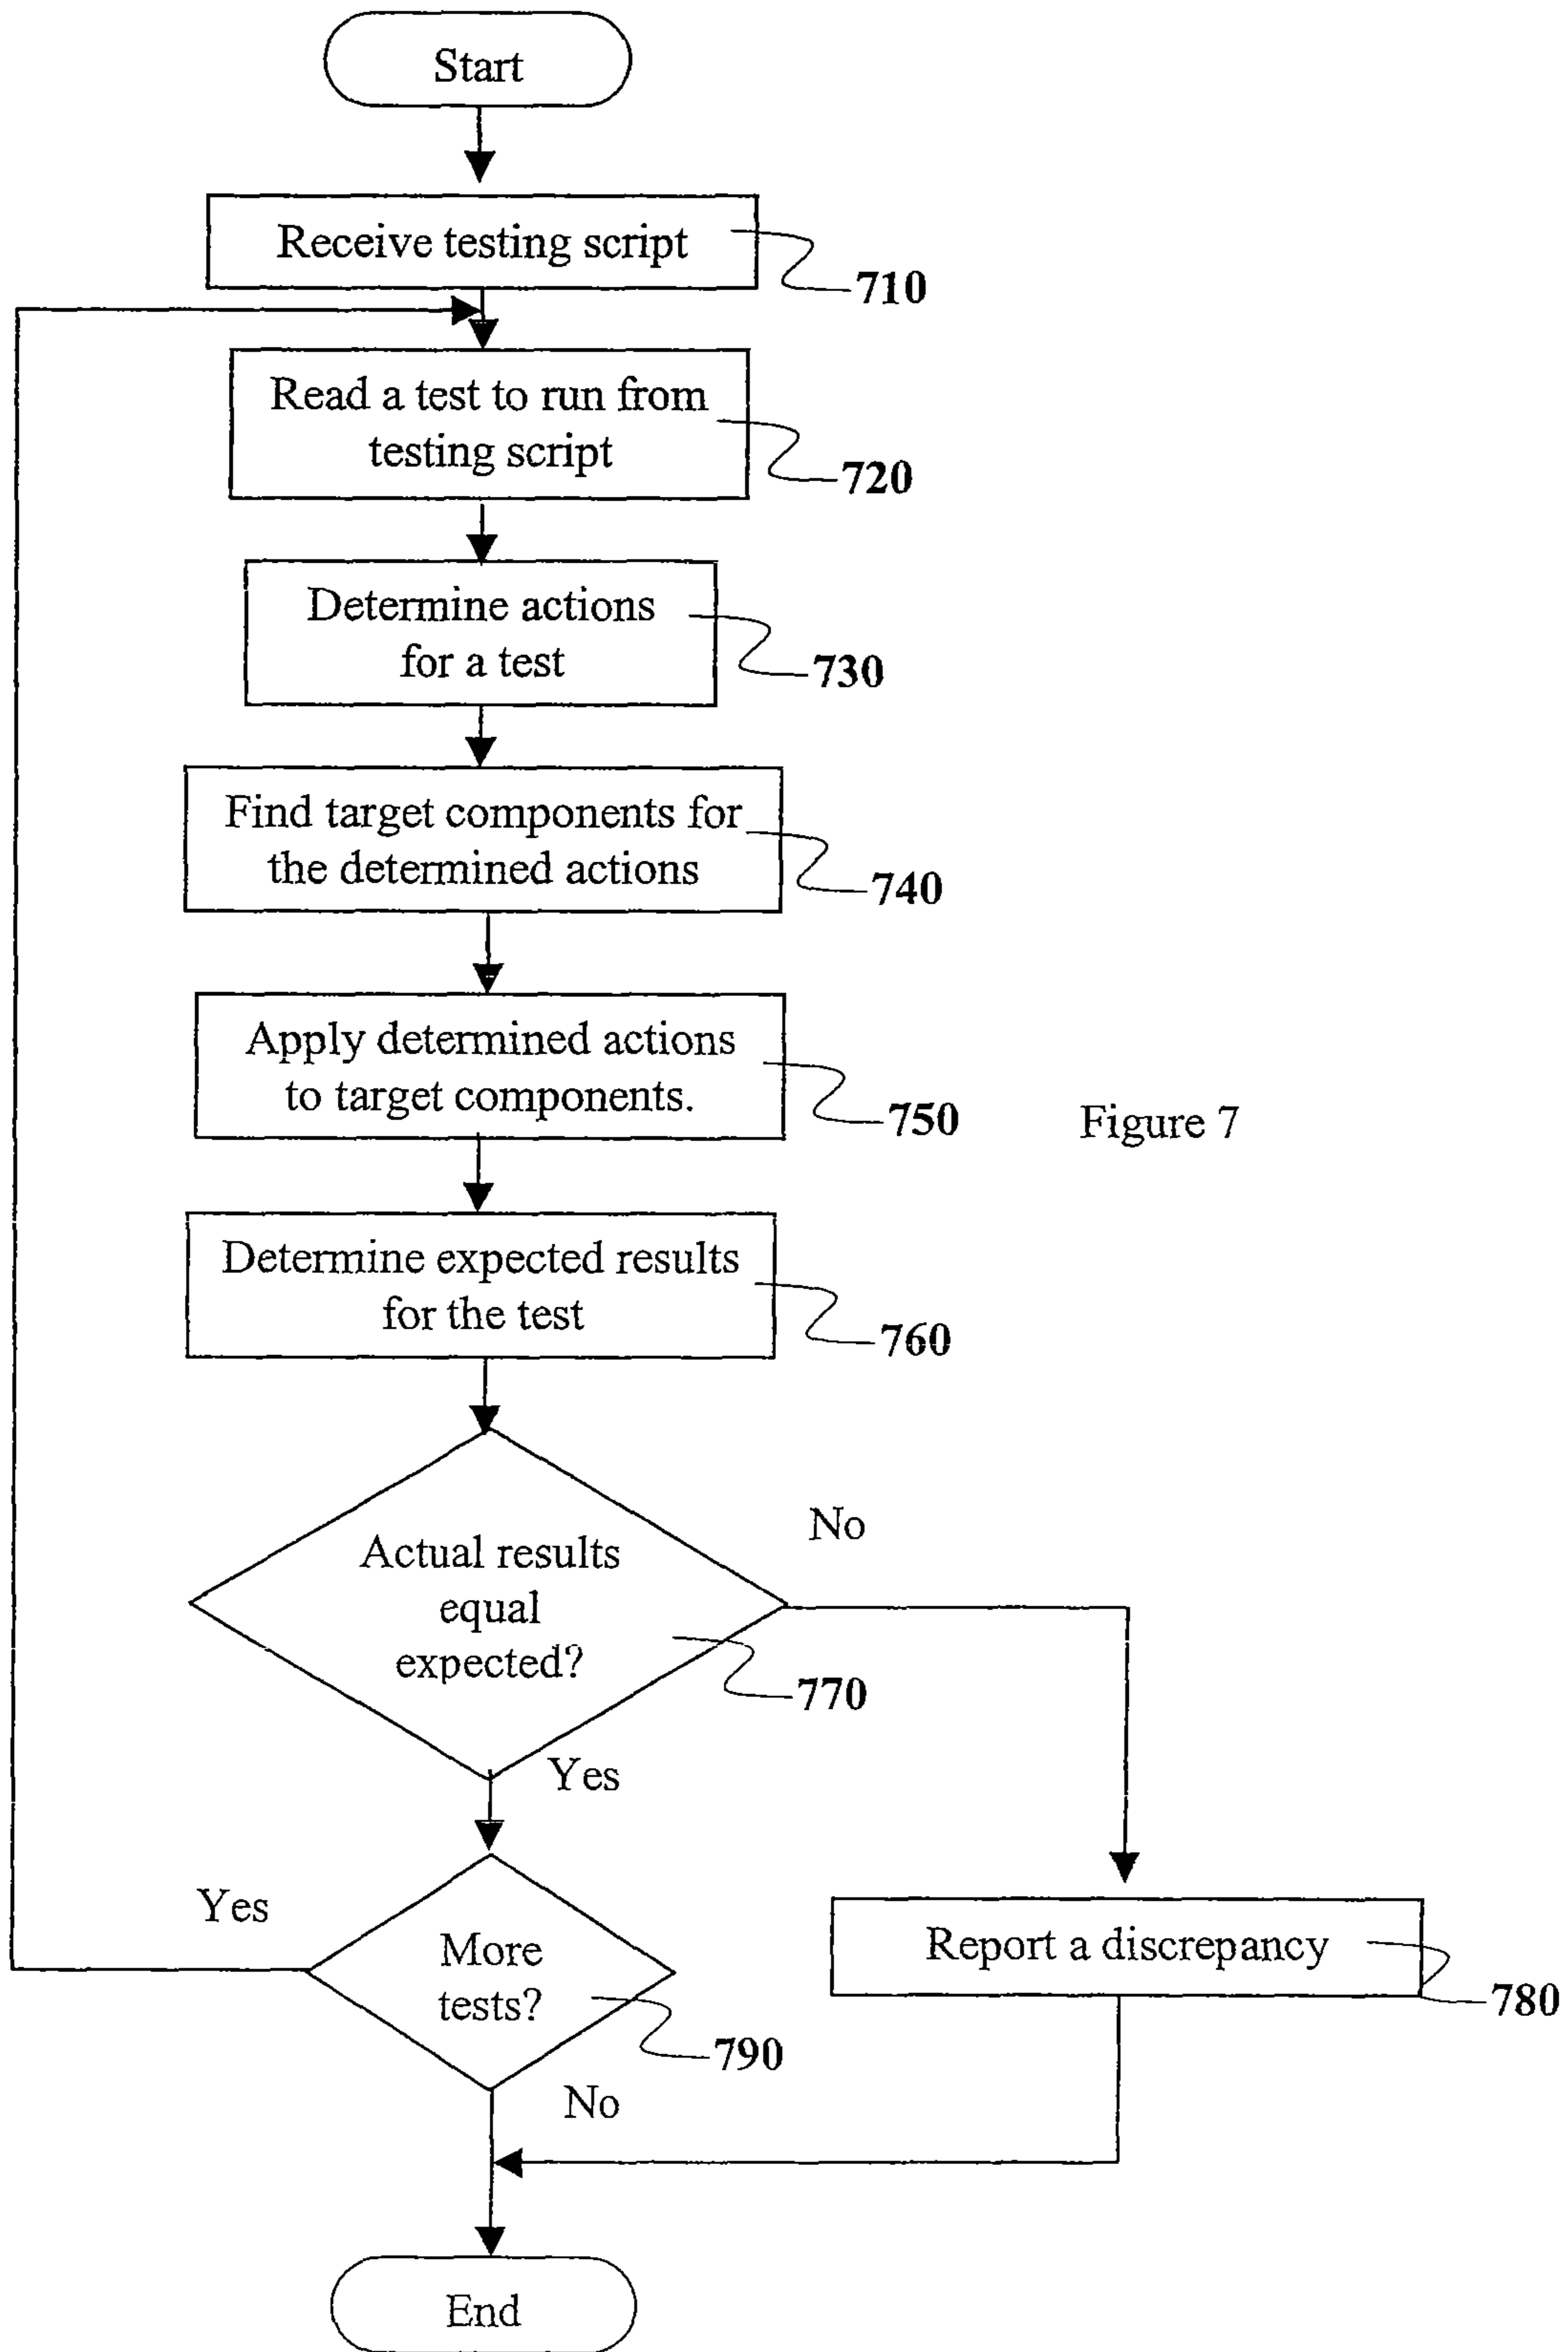 Start
Receive testing script
710
Read a test to run from
testing script
720
Determine actions
for a test
730
Find target components for
the determined actions
740
Apply determined actions
to target components.
750
Figure 7
Determine expected results
for the test
760
No
Actual results
equal
expected?
770
Yes
Yes
More
tests?
790
Report a discrepancy
780
No
End